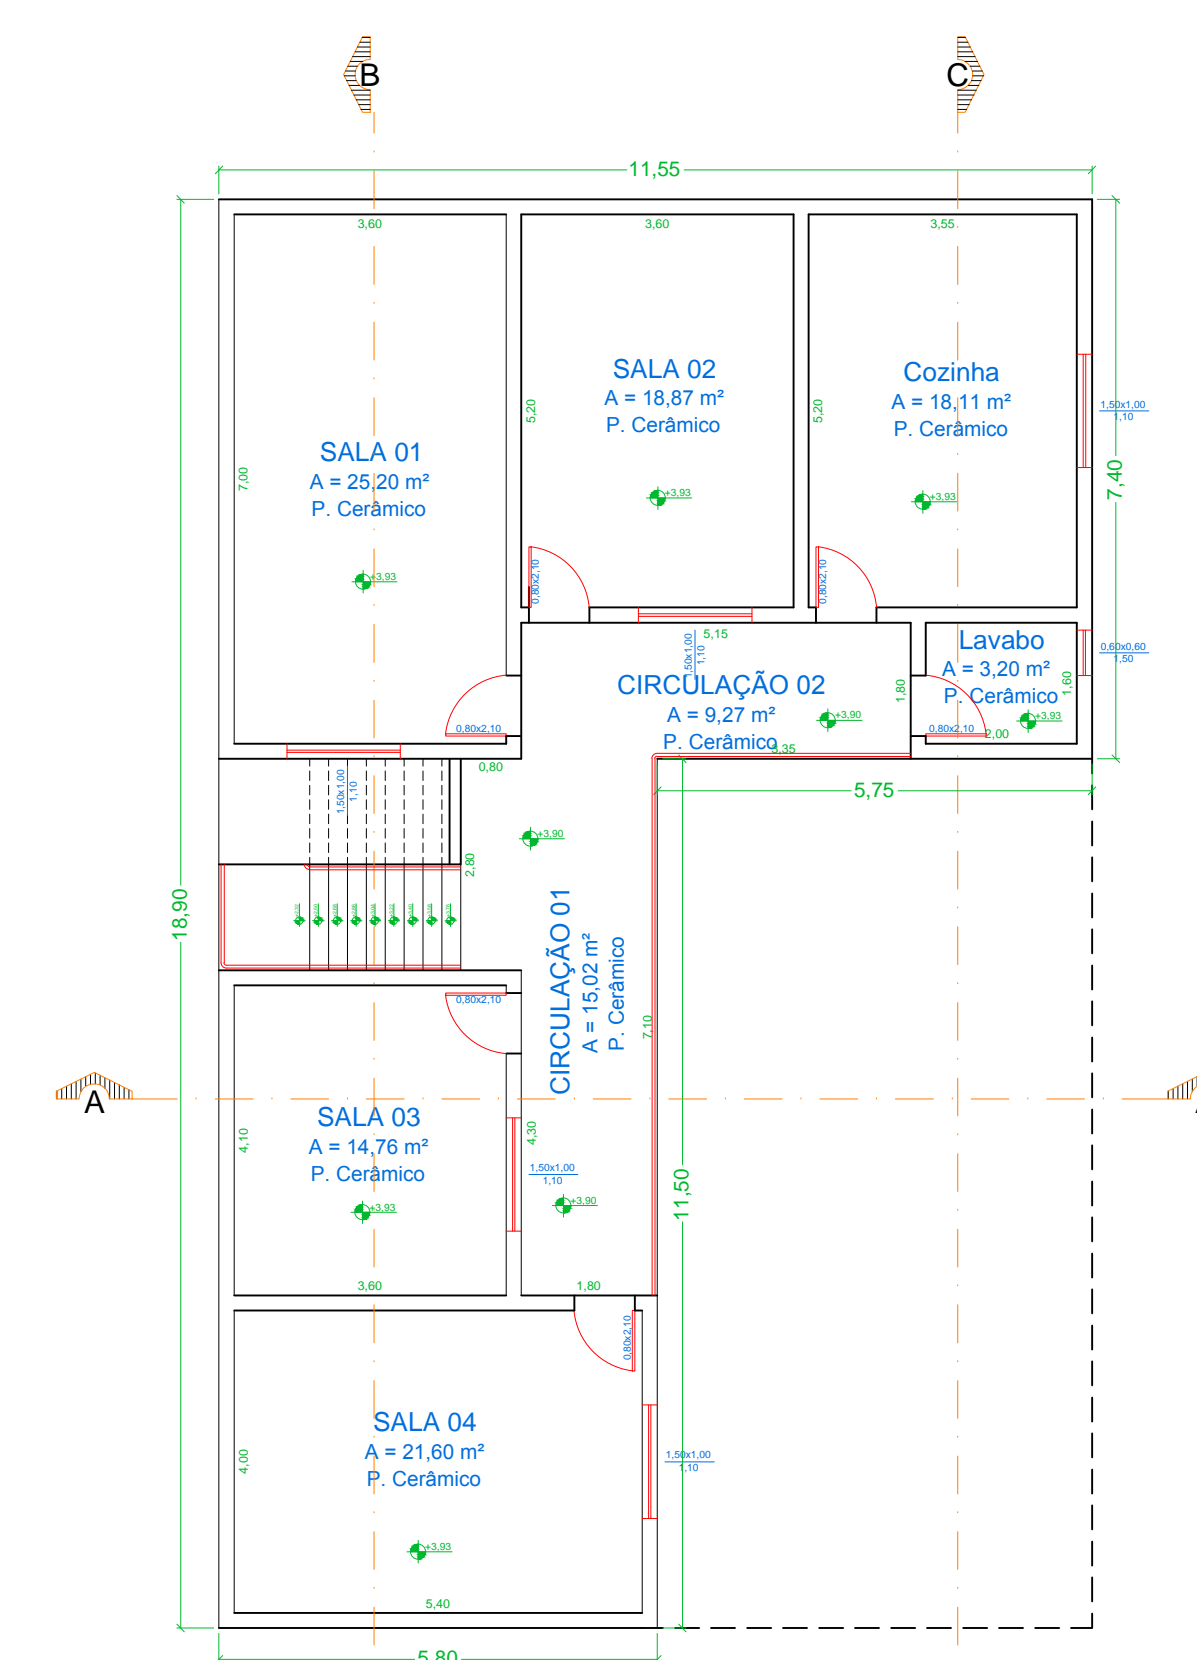 B
C
11,55
3,60
3,60
3,55
SALA 02
A = 18,87 m²
P. Cerâmico
Cozinha
A = 18,11 m²
P. Cerâmico
1,50x1,00
1,10
5,20
5,20
SALA 01
A = 25,20 m²
P. Cerâmico
7,00
7,40
+3,93
+3,93
+3,93
0,80x2,10
0,80x2,10
5,15
1,50x1,00
1,10
Lavabo
A = 3,20 m²
P. Cerâmico
0,60x0,60
1,50
1,60
CIRCULAÇÃO 02
A = 9,27 m²
P. Cerâmico
1,80
+3,90
+3,93
0,80x2,10
0,80x2,10
2,00
5,35
0,80
1,50x1,00
1,10
5,75
+3,90
2,80
18,90
CIRCULAÇÃO 01
A = 15,02 m²
P. Cerâmico
0,80x2,10
7,10
A
SALA 03
A = 14,76 m²
P. Cerâmico
4,10
4,30
1,50x1,00
1,10
11,50
+3,93
+3,90
3,60
1,80
0,80x2,10
SALA 04
A = 21,60 m²
P. Cerâmico
4,00
1,50x1,00
1,10
+3,93
5,40
5,80